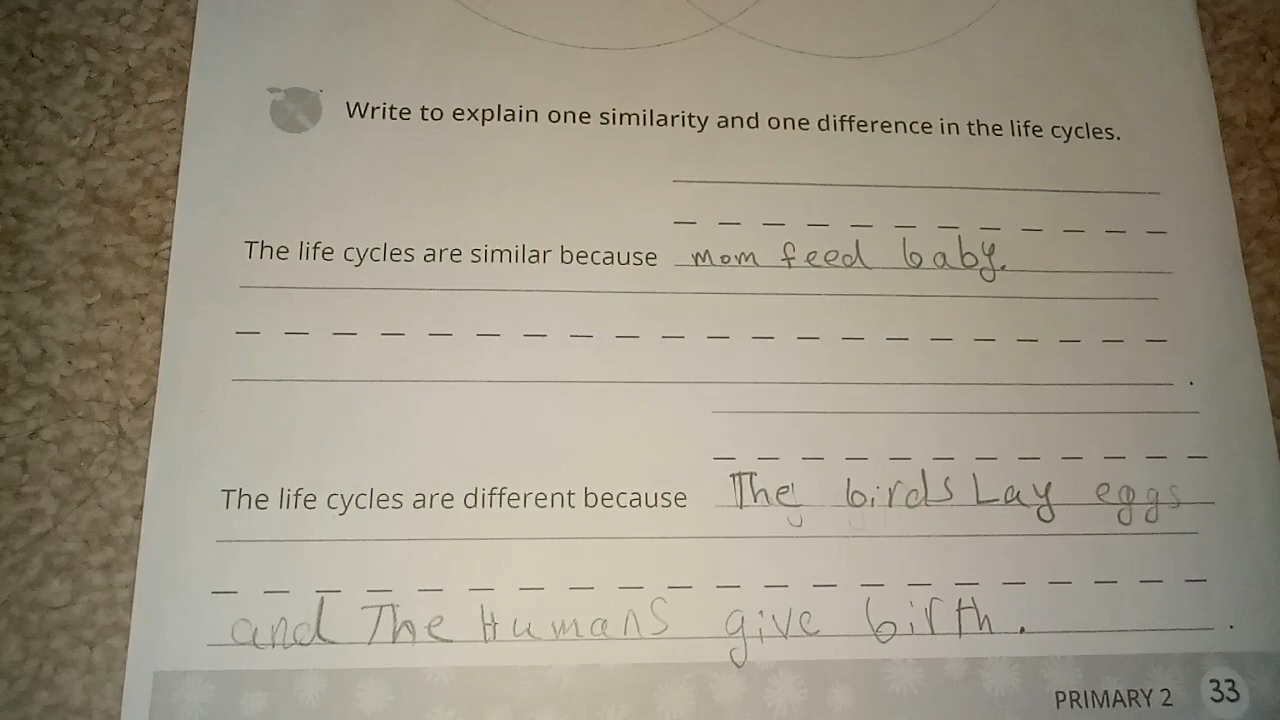 Write to explain one similarity and one difference in the life cycles.
The life cycles are similar because mom feed baby.
.
The life cycles are different because The birds Lay eggs
and The Humans give birth. .
PRIMARY 2 33